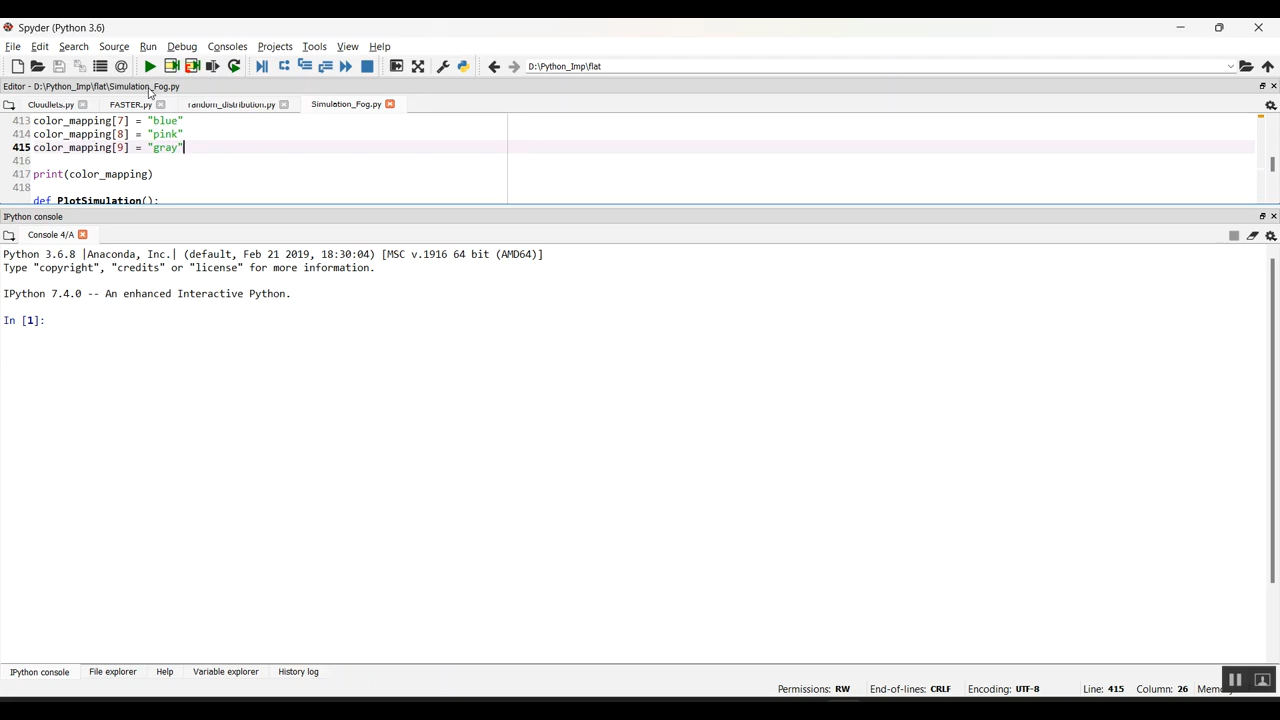 Spyder (Python 3.6)
File Edit Search Source Run Debug Consoles Projects Tools View Help
D:\Python_Imp\flat
Editor - D:\Python_Imp\flat\Simulation_Fog.py
Cloudlets.py FASTER.py random_distribution.py Simulation_Fog.py
413 color_mapping[7] = "blue"
414 color_mapping[8] = "pink"
415 color_mapping[9] = "gray"
416
417 print(color_mapping)
418
def PlotSimulation():
IPython console
Console 4/A
Python 3.6.8 |Anaconda, Inc.| (default, Feb 21 2019, 18:30:04) [MSC v.1916 64 bit (AMD64)]
Type "copyright", "credits" or "license" for more information.
IPython 7.4.0 -- An enhanced Interactive Python.
In [1]:
IPython console File explorer Help Variable explorer History log
Permissions: RW End-of-lines: CRLF Encoding: UTF-8 Line: 415 Column: 26